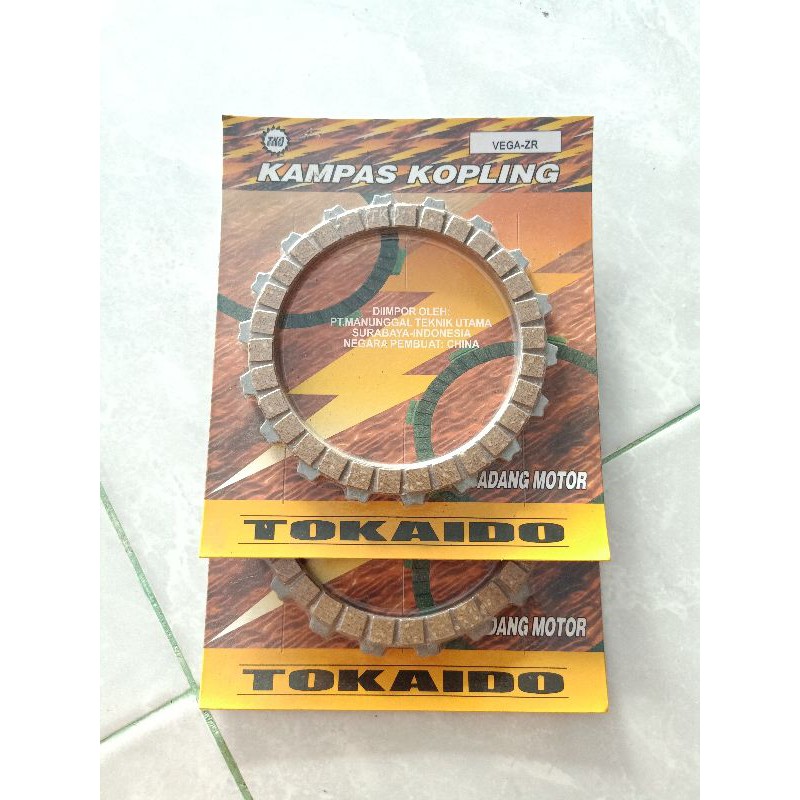 TKO
VEGA-ZR
KAMPAS KOPLING
DIIMPOR OLEH:
PT.MANUNGGAL TEKNIK UTAMA
SURABAYA-INDONESIA
NEGARA PEMBUAT: CHINA
ADANG MOTOR
TOKAIDO
DANG MOTOR
TOKAIDO